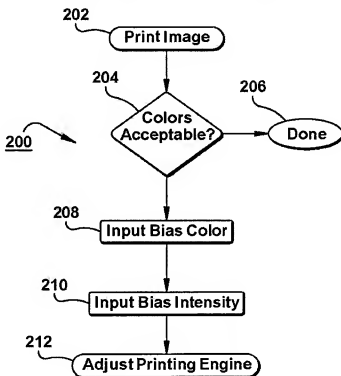 202
Print Image
204
206
Colors
Acceptable?
Done
200
208
Input Bias Color
210
Input Bias Intensity
212
Adjust Printing Engine